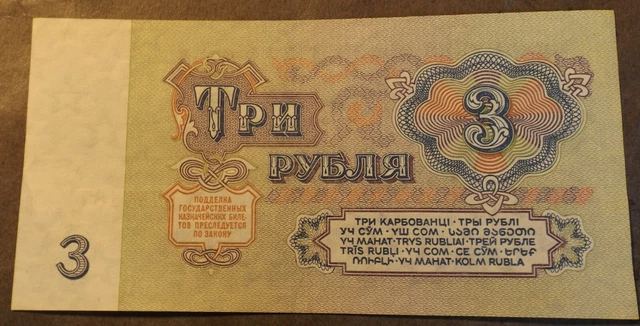 ТРИ
3
РУБЛЯ
ПОДДЕЛКА
ГОСУДАРСТВЕННЫХ
КАЗНАЧЕЙСКИХ БИЛЕ-
ТОВ ПРЕСЛЕДУЕТСЯ
ПО ЗАКОНУ
ТРИ КАРБОВАНЦІ · ТРЫ РУБЛІ
УЧ СЎМ · ҮШ СОМ · ᲡᲐᲛᲘ ᲛᲐᲜᲔᲗᲘ
ҮЧ МАНАТ · TRYS RUBLIAI · ТРЕЙ РУБЛЕ
TRĪS RUBĻI · ҮЧ СОМ · СЕ СӮМ · ԵՐԵՔ
ՌՈՒԲԼԻ · ҮЧ МАНАТ · KOLM RUBLA
3